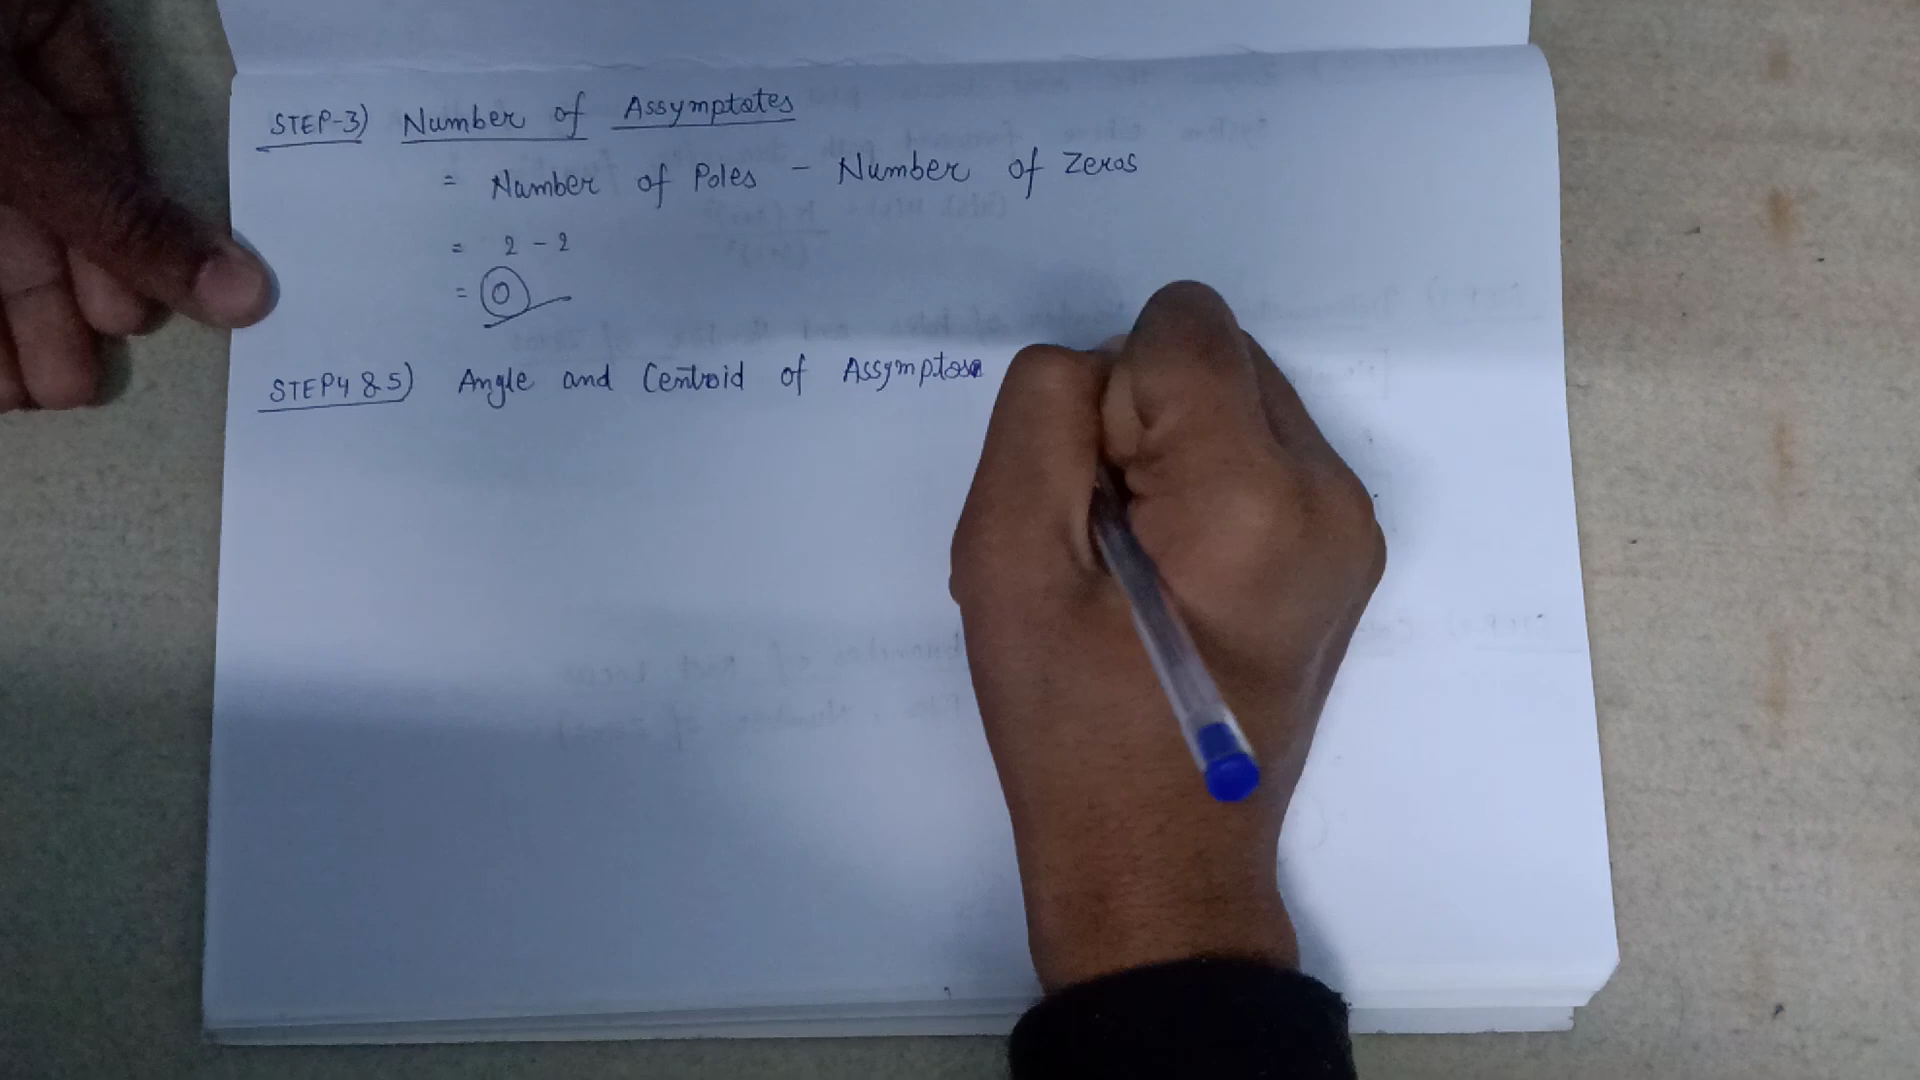 STEP-3) Number of Assymptotes
= Number of Poles - Number of Zeros
= 2 - 2
= 0
STEP4 & 5) Angle and Centroid of